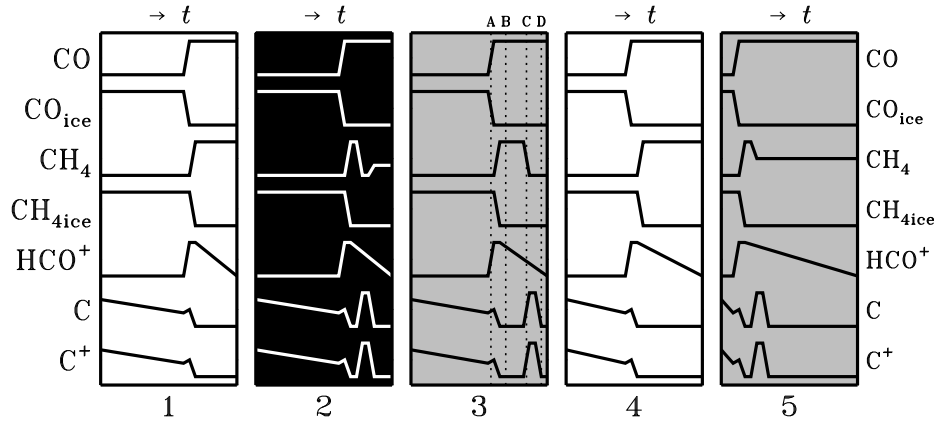 → t → t → t → t → t
A B C D
CO CO
COice COice
CH4 CH4
CH4ice CH4ice
HCO+ HCO+
C C
C+ C+
1 2 3 4 5